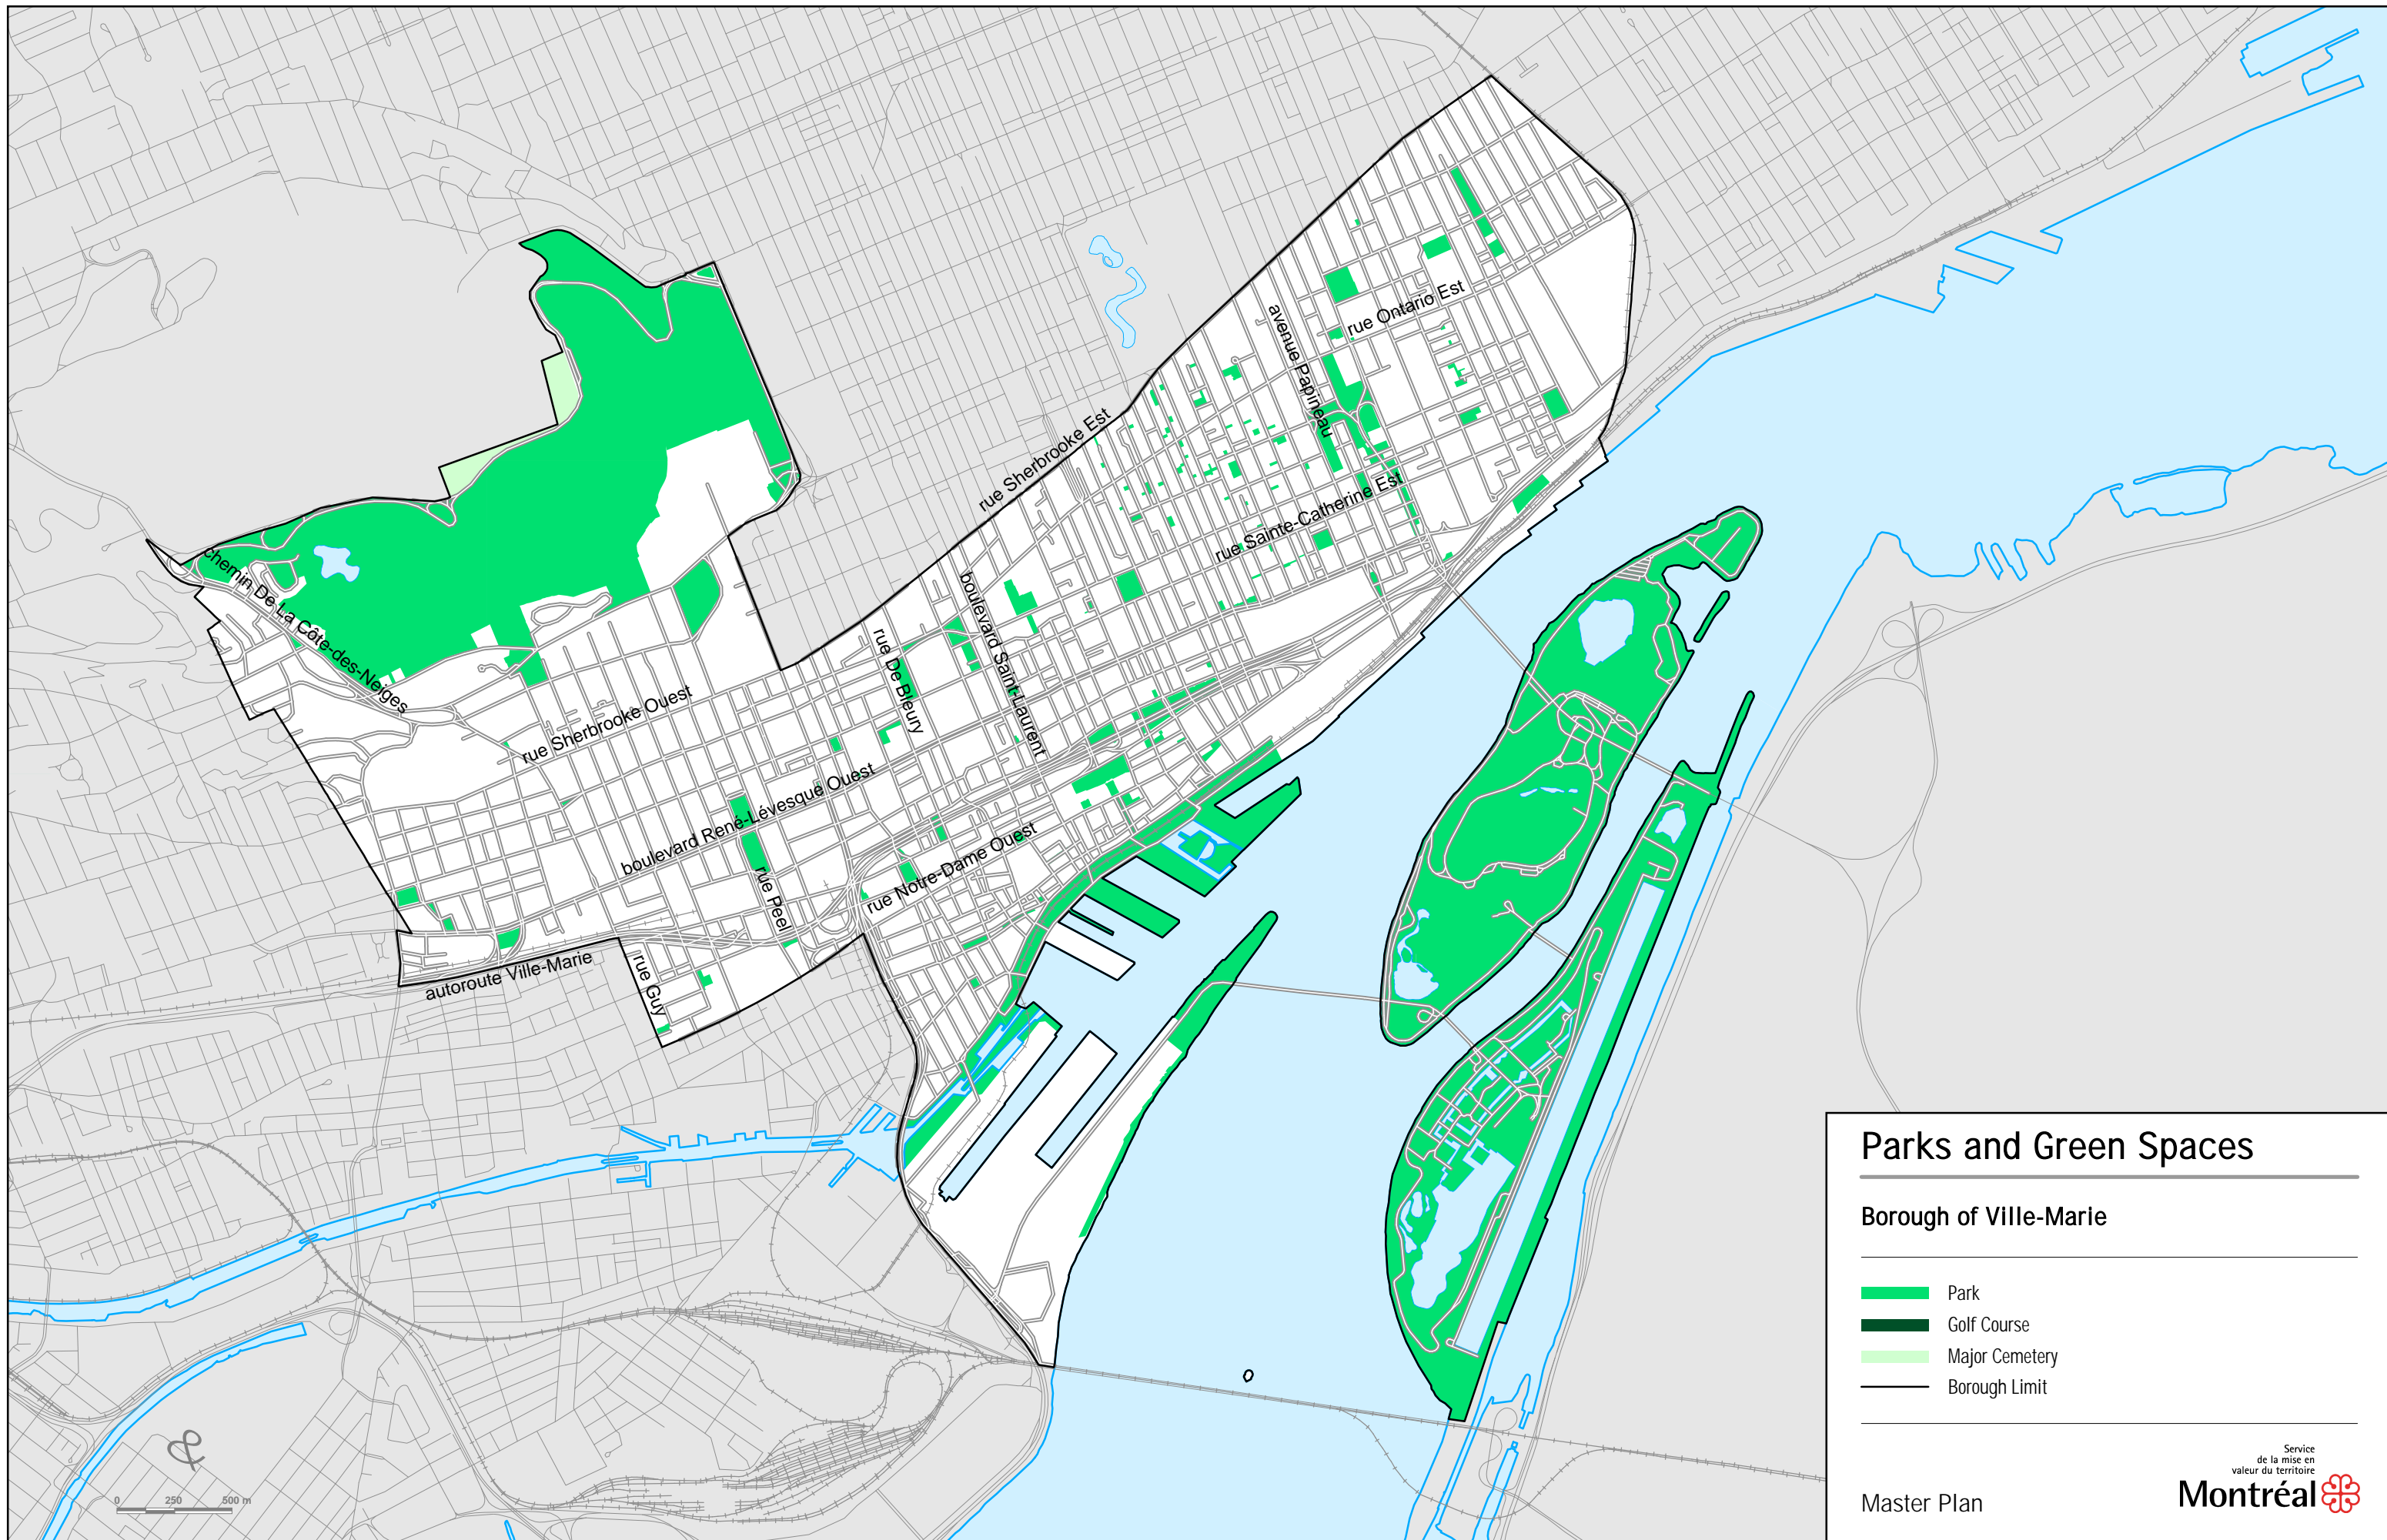 rue Sherbrooke Est
avenue Papineau
rue Ontario Est
rue Sainte-Catherine Est
chemin De La Côte-des-Neiges
rue Sherbrooke Ouest
rue De Bleury
boulevard Saint-Laurent
boulevard René-Lévesque Ouest
rue Peel
rue Notre-Dame Ouest
autoroute Ville-Marie
rue Guy
0 250 500 m
Parks and Green Spaces
Borough of Ville-Marie
Park
Golf Course
Major Cemetery
Borough Limit
Master Plan
Service
de la mise en
valeur du territoire
Montréal